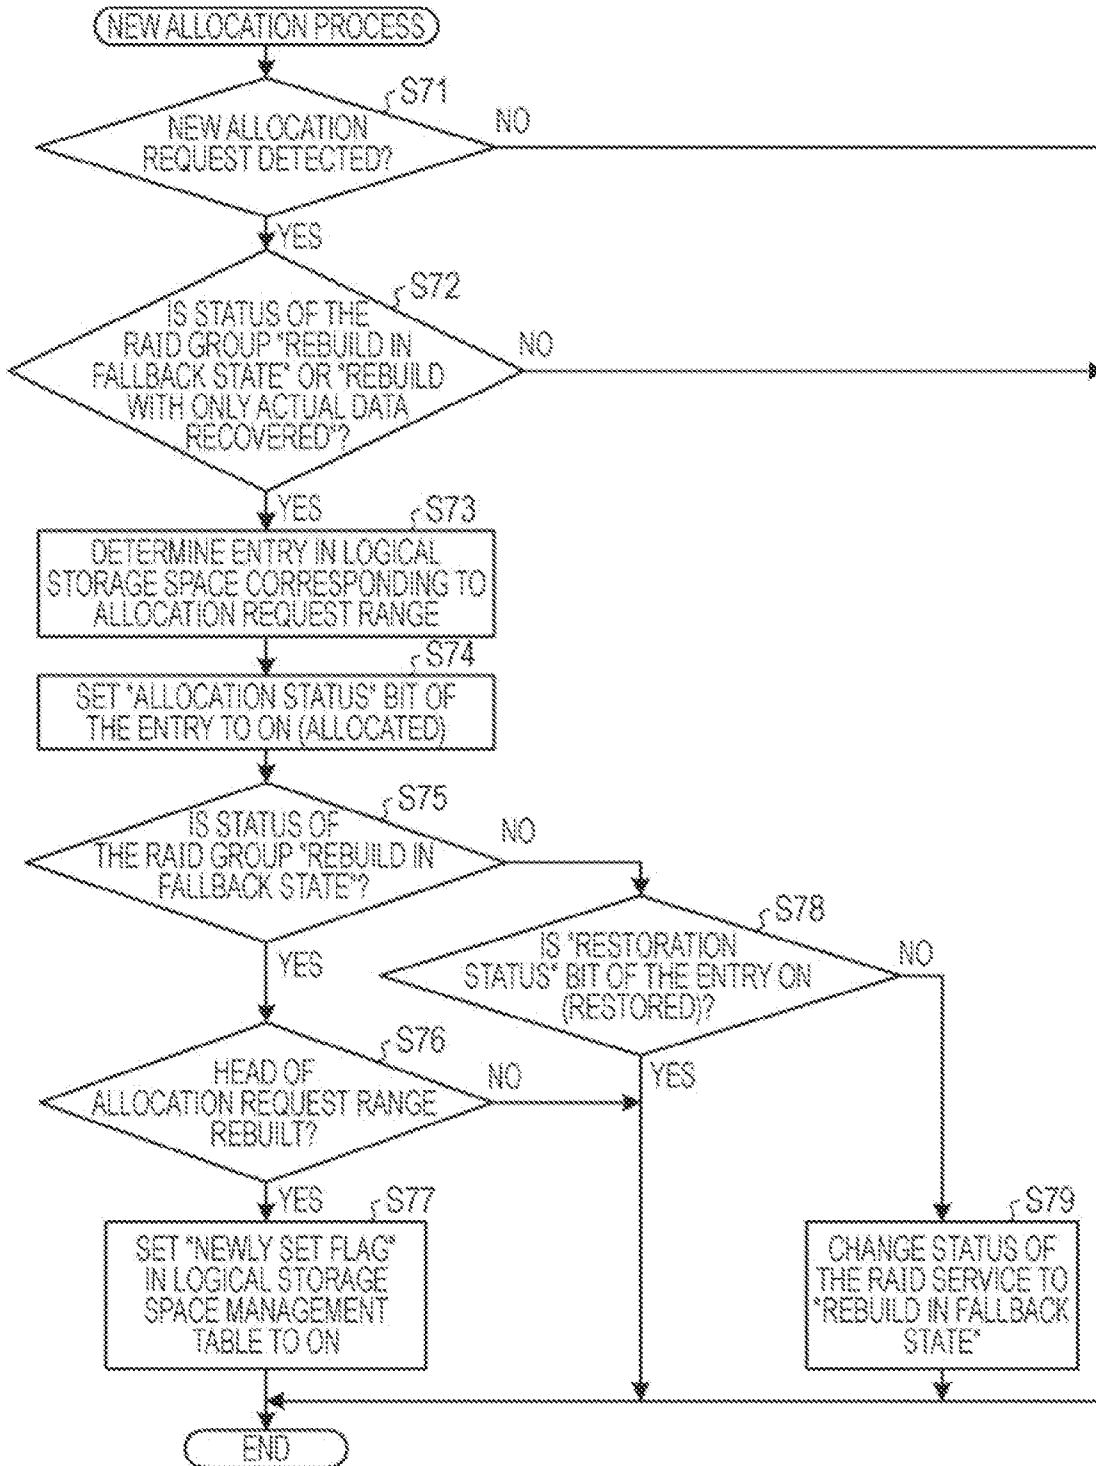 NEW ALLOCATION PROCESS
S71
NEW ALLOCATION
REQUEST DETECTED?
NO
YES
S72
IS STATUS OF THE
RAID GROUP "REBUILD IN
FALLBACK STATE" OR "REBUILD
WITH ONLY ACTUAL DATA
RECOVERED"?
NO
YES
S73
DETERMINE ENTRY IN LOGICAL
STORAGE SPACE CORRESPONDING TO
ALLOCATION REQUEST RANGE
S74
SET "ALLOCATION STATUS" BIT OF
THE ENTRY TO ON (ALLOCATED)
S75
IS STATUS OF
THE RAID GROUP "REBUILD IN
FALLBACK STATE"?
NO
YES
S78
IS "RESTORATION
STATUS" BIT OF THE ENTRY ON
(RESTORED)?
NO
YES
S76
HEAD OF
ALLOCATION REQUEST RANGE
REBUILT?
NO
YES
S77
SET "NEWLY SET FLAG"
IN LOGICAL STORAGE
SPACE MANAGEMENT
TABLE TO ON
S79
CHANGE STATUS OF
THE RAID SERVICE TO
"REBUILD IN FALLBACK
STATE"
END